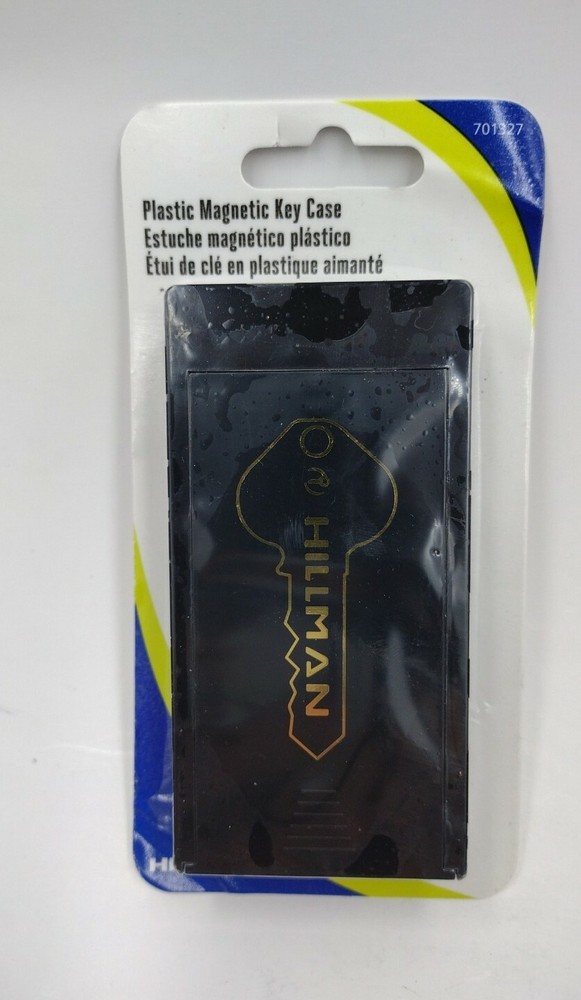 701327
Plastic Magnetic Key Case
Estuche magnético plástico
Étui de clé en plastique aimanté
HILLMAN